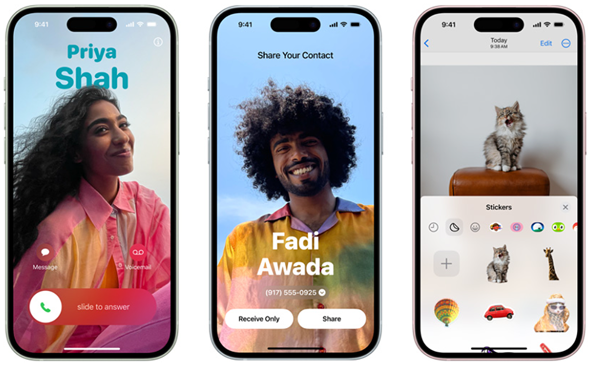 9:41
Priya
Shah
Message
Voicemail
slide to answer
9:41
Share Your Contact
Fadi
Awada
(917) 555-0925
Receive Only
Share
9:41
Today
9:38 AM
Edit
Stickers